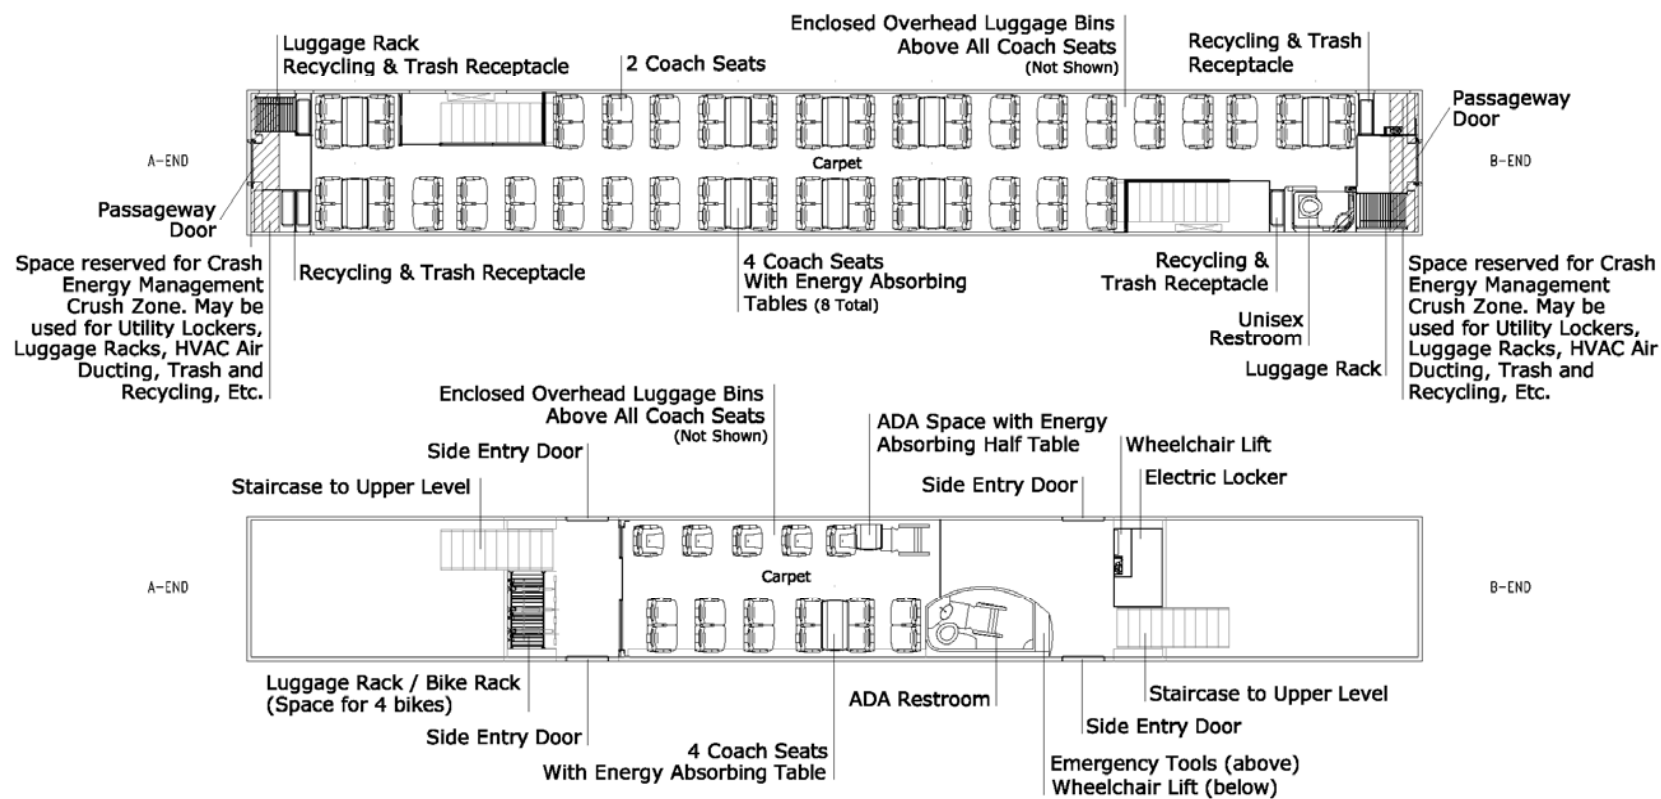 Enclosed Overhead Luggage Bins
Above All Coach Seats
(Not Shown)
Luggage Rack
Recycling & Trash Receptacle
2 Coach Seats
Recycling & Trash
Receptacle
Passageway
Door
A-END
Carpet
B-END
Passageway
Door
Space reserved for Crash
Energy Management
Crush Zone. May be
used for Utility Lockers,
Luggage Racks, HVAC Air
Ducting, Trash and
Recycling, Etc.
Recycling & Trash Receptacle
4 Coach Seats
With Energy Absorbing
Tables (8 Total)
Recycling &
Trash Receptacle
Unisex
Restroom
Luggage Rack
Space reserved for Crash
Energy Management
Crush Zone. May be
used for Utility Lockers,
Luggage Racks, HVAC Air
Ducting, Trash and
Recycling, Etc.
Enclosed Overhead Luggage Bins
Above All Coach Seats
(Not Shown)
Side Entry Door
Staircase to Upper Level
ADA Space with Energy
Absorbing Half Table
Side Entry Door
Wheelchair Lift
Electric Locker
A-END
Carpet
B-END
Luggage Rack / Bike Rack
(Space for 4 bikes)
Side Entry Door
4 Coach Seats
With Energy Absorbing Table
ADA Restroom
Staircase to Upper Level
Side Entry Door
Emergency Tools (above)
Wheelchair Lift (below)